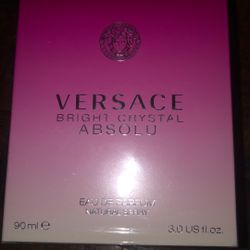 VERSACE
BRIGHT CRYSTAL
ABSOLU
EAU DE PARFUM
NATURAL SPRAY
90 ml e 3.0 US fl. oz.